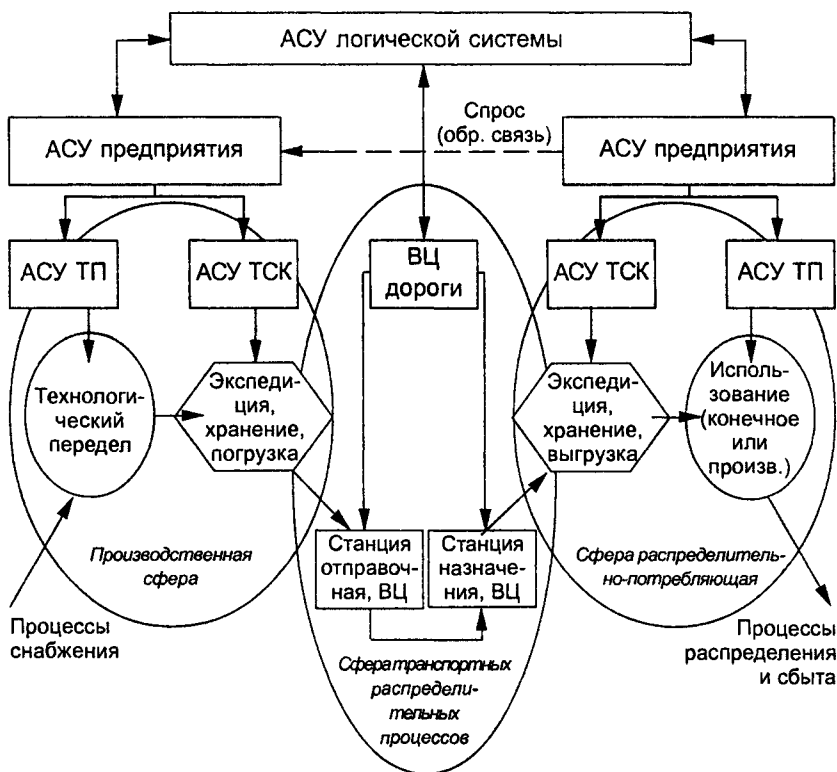 АСУ логической системы
Спрос
(обр. связь)
АСУ предприятия
АСУ предприятия
АСУ ТП
АСУ ТСК
ВЦ
дороги
АСУ ТСК
АСУ ТП
Технологи-
ческий
передел
Экспеди-
ция,
хранение,
погрузка
Экспеди-
ция,
хранение,
выгрузка
Исполь-
зование
(конечное
или
произв.)
Станция
отправоч-
ная, ВЦ
Станция
назначе-
ния, ВЦ
Производственная
сфера
Сфера распределитель-
но-потребляющая
Процессы
снабжения
Сфера транспортных
распредели-
тельных
процессов
Процессы
распределения
и сбыта